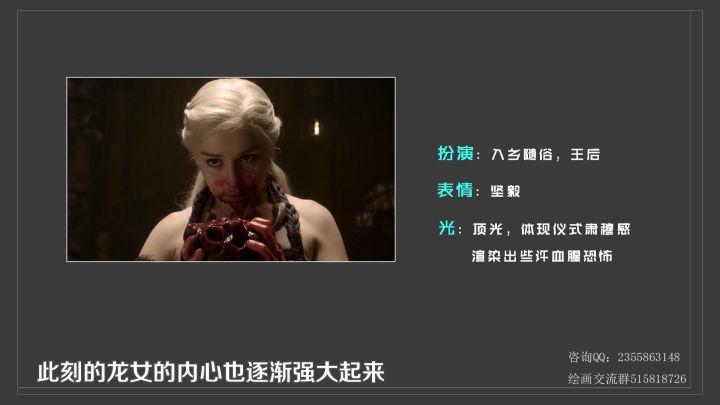 扮演：入乡随俗，王后
表情：坚毅
光：顶光，体现仪式肃穆感
渲染出些许血腥恐怖
咨询QQ：2355863148
此刻的龙女的内心也逐渐强大起来
绘画交流群515818726